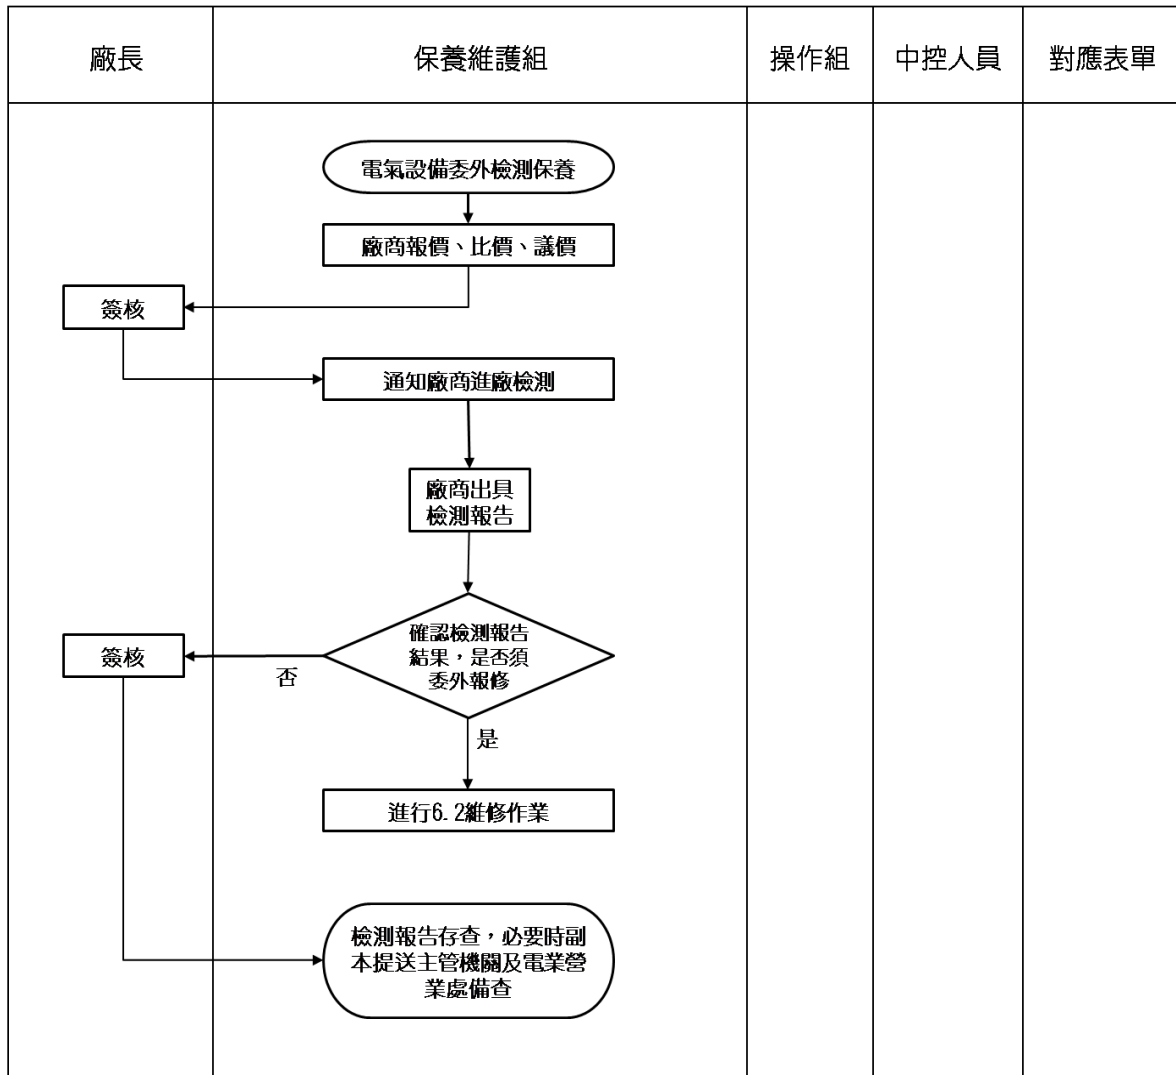 廠長
保養維護組
操作組
中控人員
對應表單
電氣設備委外檢測保養
廠商報價、比價、議價
簽核
通知廠商進廠檢測
廠商出具
檢測報告
確認檢測報告
結果，是否須
委外報修
簽核
否
是
進行6.2維修作業
檢測報告存查，必要時副
本提送主管機關及電業營
業處備查